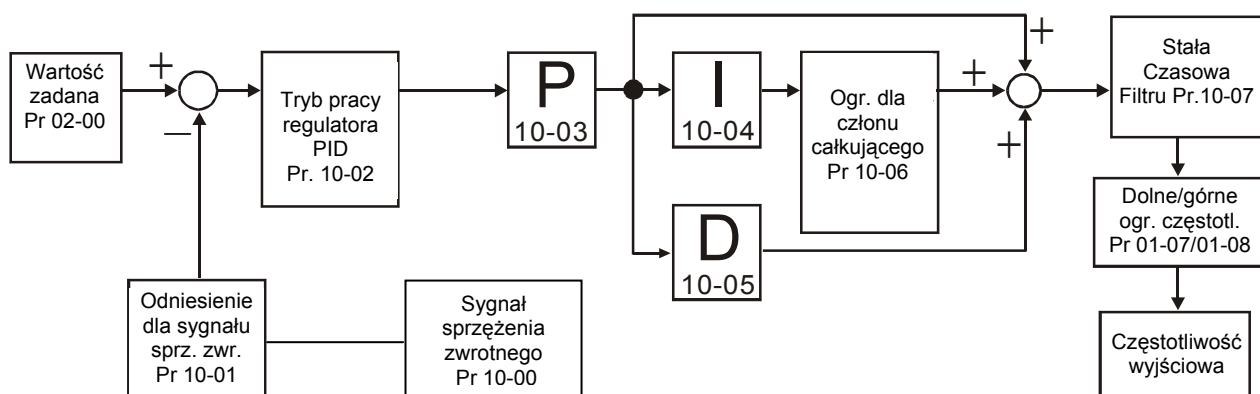 Wartość
zadana
Pr 02-00
+
—
Tryb pracy
regulatora
PID
Pr. 10-02
P
10-03
I
10-04
D
10-05
Ogr. dla
członu
całkującego
Pr 10-06
+
+
+
Stała
Czasowa
Filtru Pr.10-07
Dolne/górne
ogr. częstotl.
Pr 01-07/01-08
Częstotliwość
wyjściowa
Odniesienie
dla sygnału
sprz. zwr.
Pr 10-01
Sygnał
sprzężenia
zwrotnego
Pr 10-00